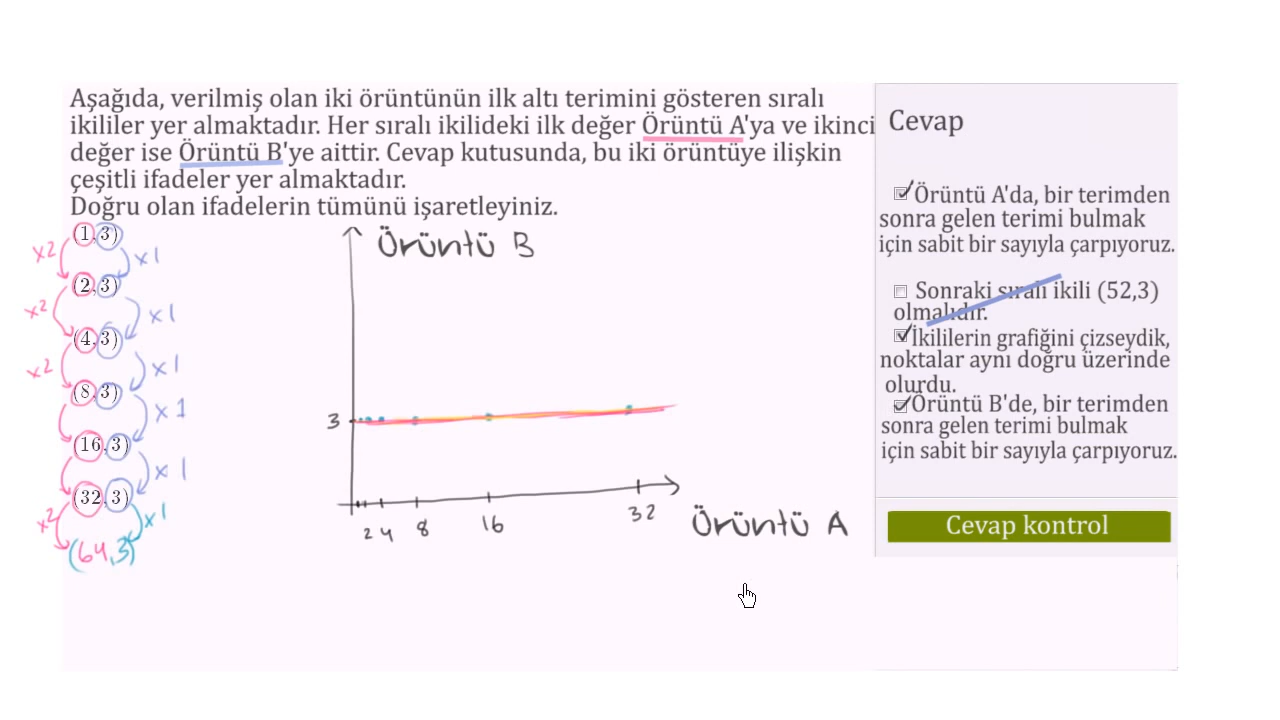 Aşağıda, verilmiş olan iki örüntünün ilk altı terimini gösteren sıralı
ikililer yer almaktadır. Her sıralı ikilideki ilk değer Örüntü A'ya ve ikinci
değer ise Örüntü B'ye aittir. Cevap kutusunda, bu iki örüntüye ilişkin
çeşitli ifadeler yer almaktadır.
Doğru olan ifadelerin tümünü işaretleyiniz.
(1,3)
x2
x1
(2,3)
x2
x1
(4,3)
x2
x1
(8,3)
x1
(16,3)
x1
(32,3)
x2
x1
(64,3)
Örüntü B
3
2 4 8 16 32
Örüntü A
Cevap
Örüntü A'da, bir terimden
sonra gelen terimi bulmak
için sabit bir sayıyla çarpıyoruz.
Sonraki sıralı ikili (52,3)
olmalıdır.
İkililerin grafiğini çizseydik,
noktalar aynı doğru üzerinde
olurdu.
Örüntü B'de, bir terimden
sonra gelen terimi bulmak
için sabit bir sayıyla çarpıyoruz.
Cevap kontrol